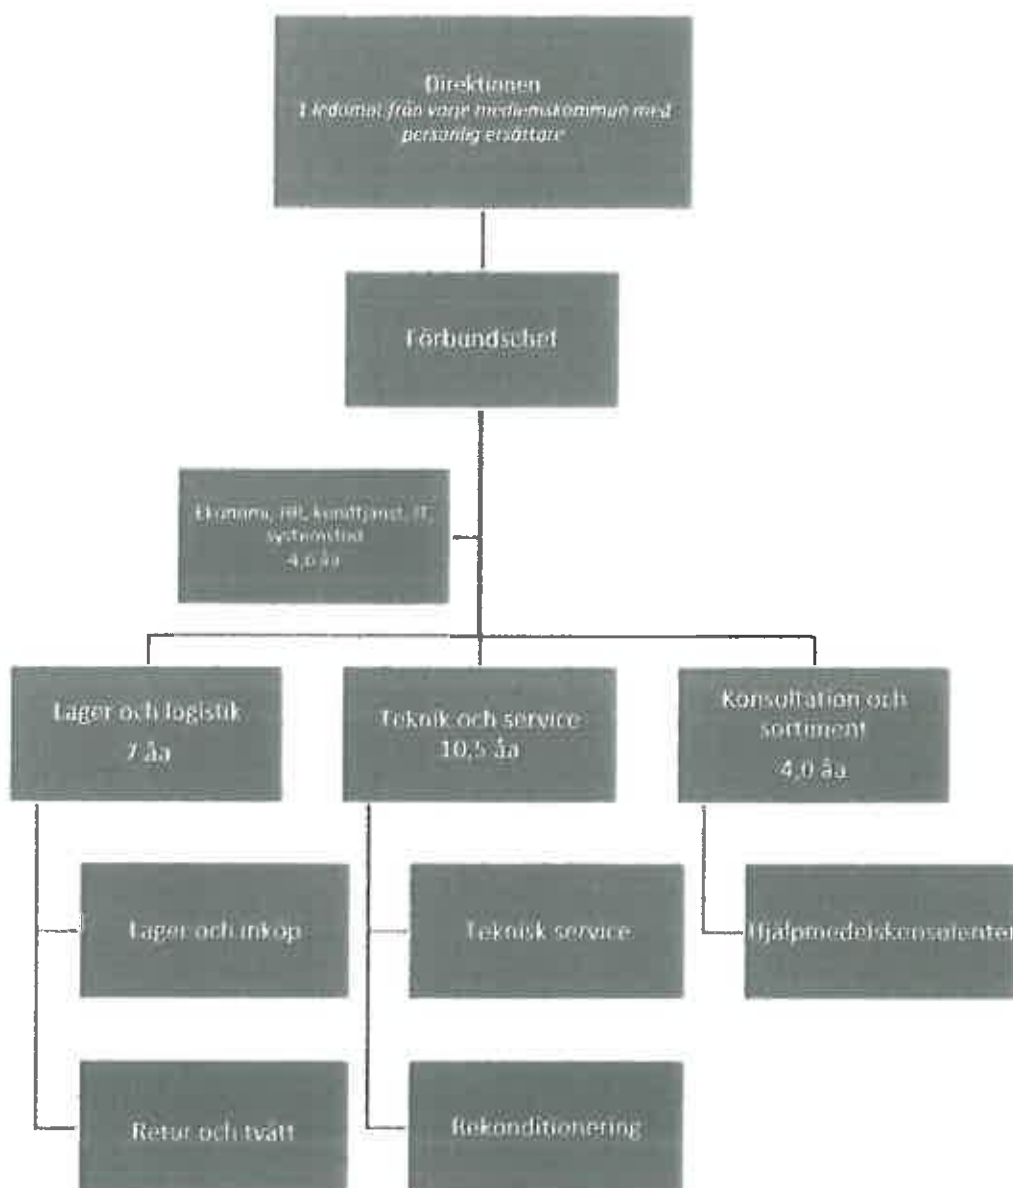 Direktionen
1 ledamot från varje medlemskommun med
personlig ersättare
Förbundschef
Ekonomi, HR, kundtjänst, IT,
systemstöd
4,6 åa
Lager och logistik
7 åa
Teknik och service
10,5 åa
Konsultation och
sortiment
4,0 åa
Lager och inköp
Teknisk service
Hjälpmedelskonsulenter
Retur och tvätt
Rekonditionering